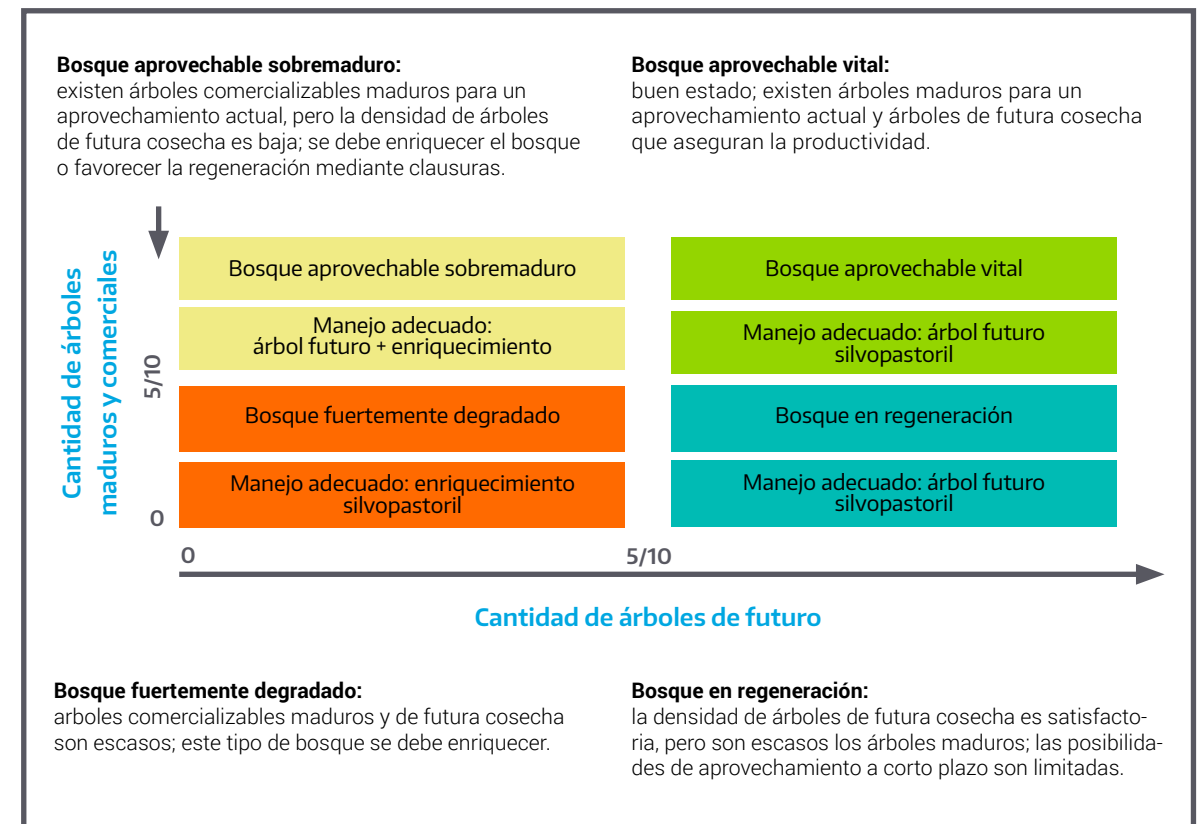 Bosque aprovechable sobremaduro:
existen árboles comercializables maduros para un
aprovechamiento actual, pero la densidad de árboles
de futura cosecha es baja; se debe enriquecer el bosque
o favorecer la regeneración mediante clausuras.
Bosque aprovechable vital:
buen estado; existen árboles maduros para un
aprovechamiento actual y árboles de futura cosecha
que aseguran la productividad.
Cantidad de árboles
maduros y comerciales
5/10
0
Bosque aprovechable sobremaduro
Manejo adecuado:
árbol futuro + enriquecimiento
Bosque fuertemente degradado
Manejo adecuado: enriquecimiento
silvopastoril
Bosque aprovechable vital
Manejo adecuado: árbol futuro
silvopastoril
Bosque en regeneración
Manejo adecuado: árbol futuro
silvopastoril
0
5/10
Cantidad de árboles de futuro
Bosque fuertemente degradado:
arboles comercializables maduros y de futura cosecha
son escasos; este tipo de bosque se debe enriquecer.
Bosque en regeneración:
la densidad de árboles de futura cosecha es satisfacto-
ria, pero son escasos los árboles maduros; las posibilida-
des de aprovechamiento a corto plazo son limitadas.